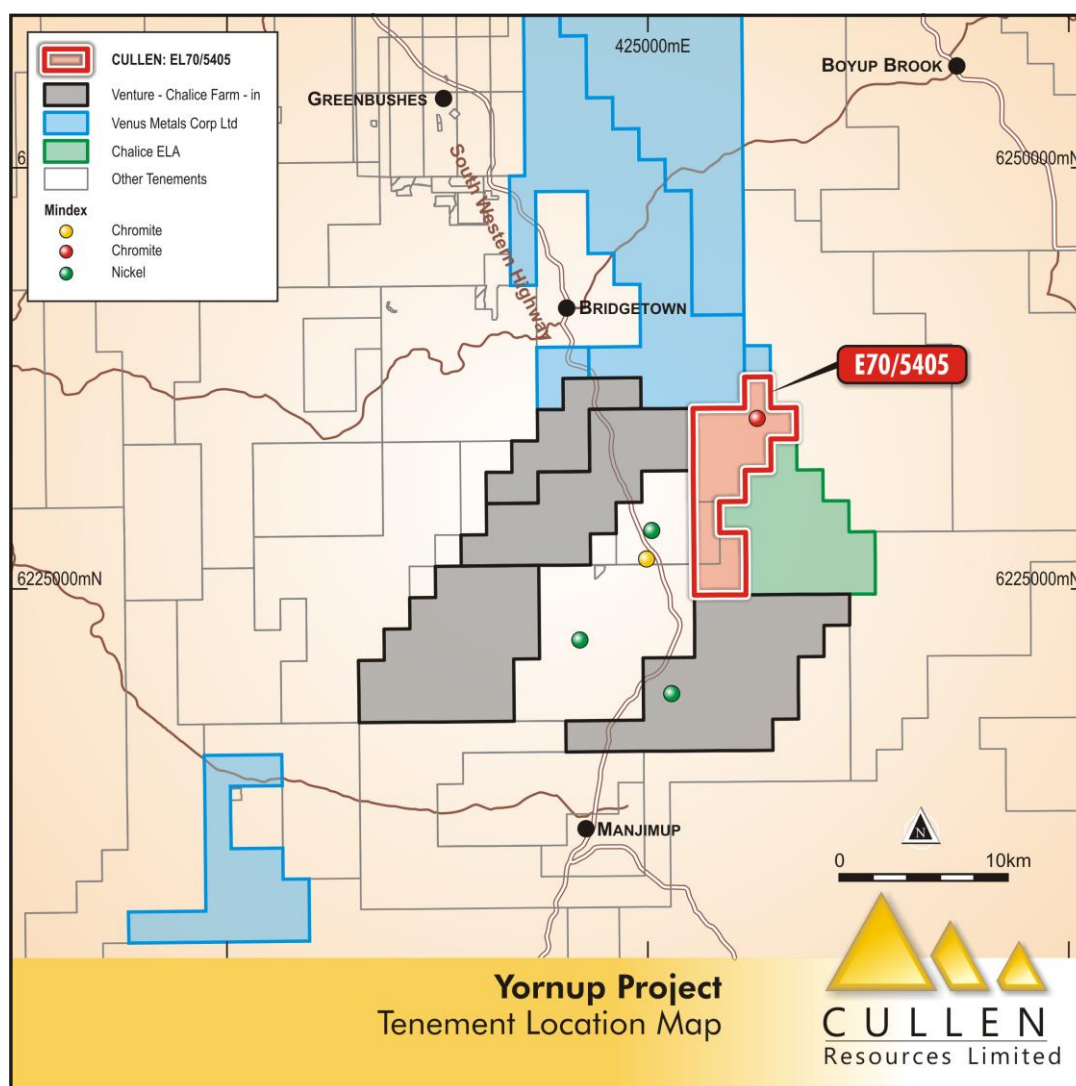 CULLEN: EL70/5405
Venture - Chalice Farm - in
Venus Metals Corp Ltd
Chalice ELA
Other Tenements
Mindex
Chromite
Chromite
Nickel
425000mE
BOYUP BROOK
GREENBUSHES
6
6250000mN
South Western Highway
BRIDGETOWN
E70/5405
6225000mN
6225000mN
MANJIMUP
N
0 10km
Yornup Project
Tenement Location Map
CULLEN
Resources Limited